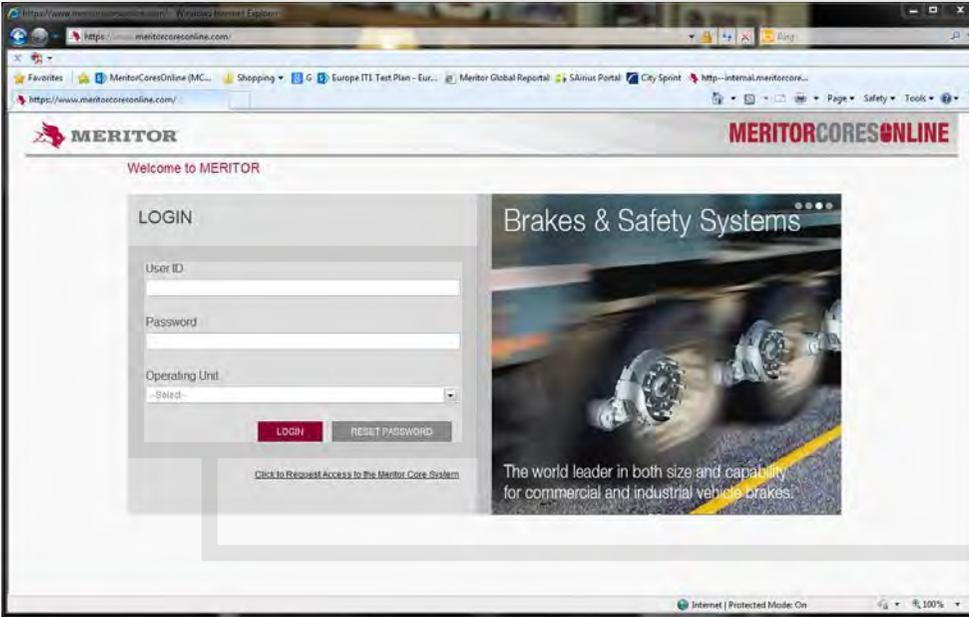 https://www.meritorcoresonline.com/ - Windows Internet Explorer
https://www.meritorcoresonline.com/
Bing
Favorites MeritorCoresOnline (MC... Shopping G Europe IT1 Test Plan - Eur... Meritor Global Reportal SAirius Portal City Sprint http--internal.meritorcore...
https://www.meritorcoresonline.com/
Page Safety Tools
MERITOR
MERITORCORESONLINE
Welcome to MERITOR
LOGIN
User ID
Password
Operating Unit
--Select--
LOGIN RESET PASSWORD
Click to Request Access to the Meritor Core System
Brakes & Safety Systems
The world leader in both size and capability
for commercial and industrial vehicle brakes.
Internet | Protected Mode: On
100%